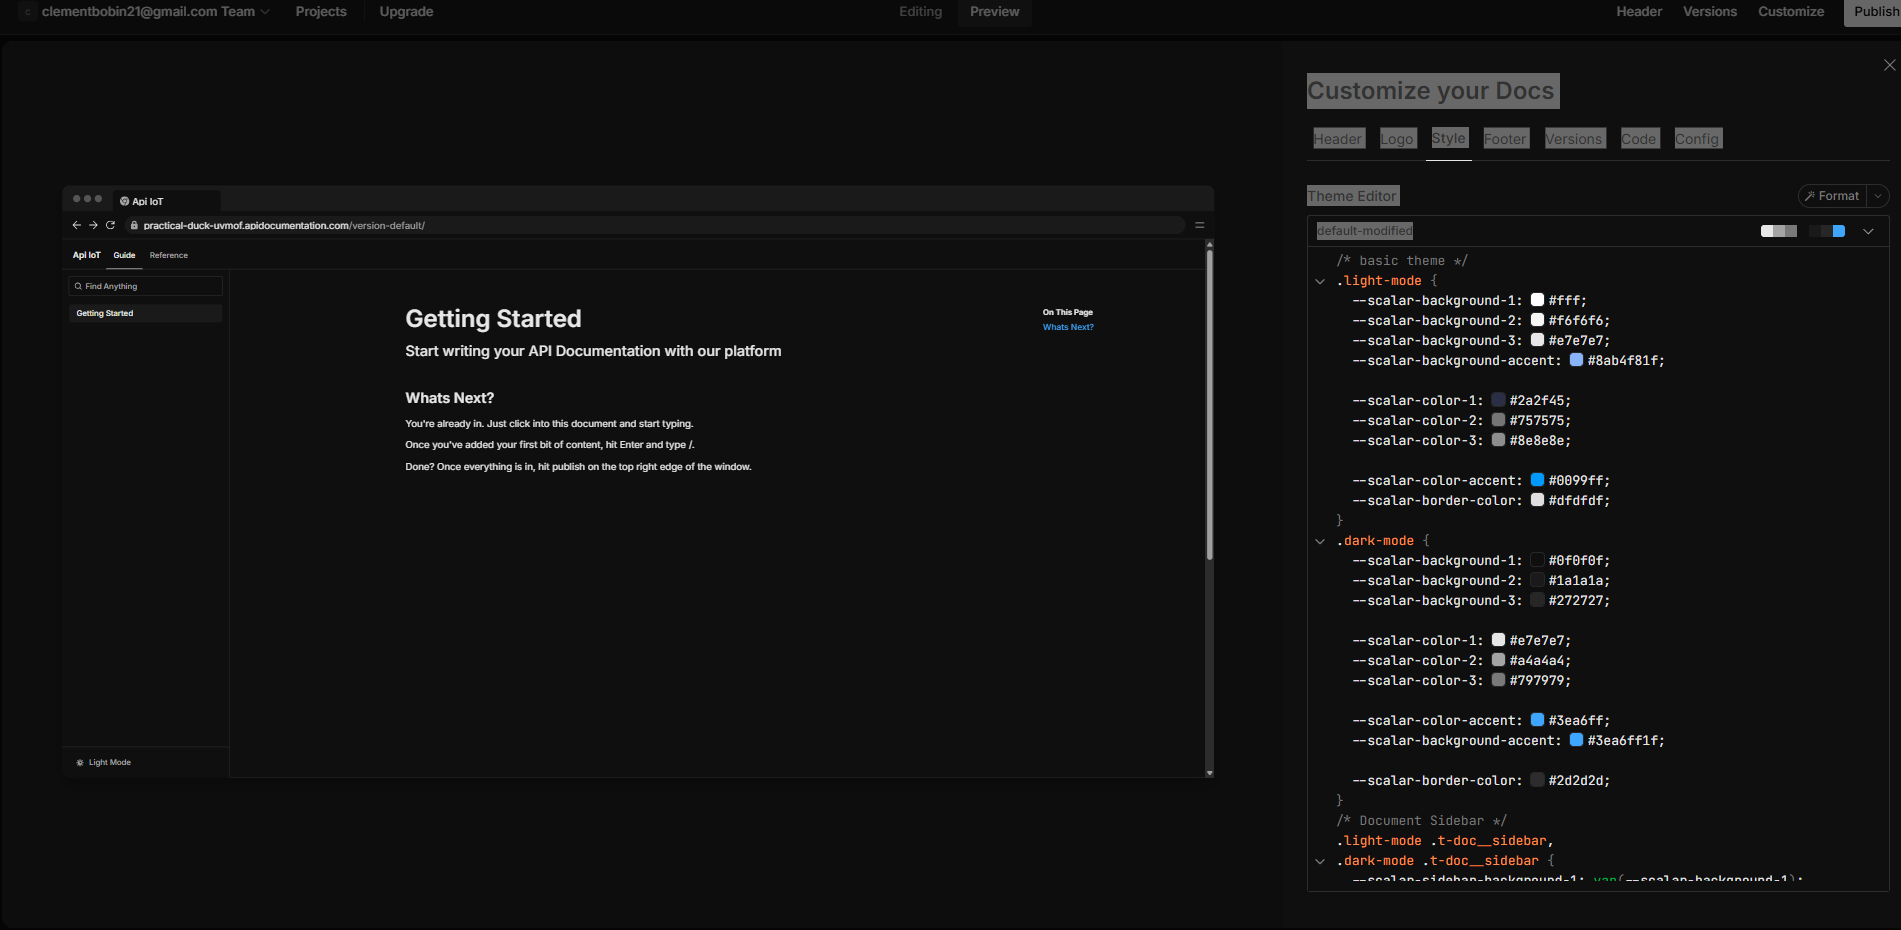 c clementbobin21@gmail.com Team Projects Upgrade Editing Preview Header Versions Customize Publish
Api IoT
practical-duck-uvmof.apidocumentation.com/version-default/
Api IoT Guide Reference
Find Anything
Getting Started
Getting Started
Start writing your API Documentation with our platform
Whats Next?
You're already in. Just click into this document and start typing.
Once you've added your first bit of content, hit Enter and type /.
Done? Once everything is in, hit publish on the top right edge of the window.
On This Page
Whats Next?
Light Mode
Customize your Docs
Header Logo Style Footer Versions Code Config
Theme Editor Format
default-modified
/* basic theme */
.light-mode {
--scalar-background-1: #fff;
--scalar-background-2: #f6f6f6;
--scalar-background-3: #e7e7e7;
--scalar-background-accent: #8ab4f81f;
--scalar-color-1: #2a2f45;
--scalar-color-2: #757575;
--scalar-color-3: #8e8e8e;
--scalar-color-accent: #0099ff;
--scalar-border-color: #dfdfdf;
}
.dark-mode {
--scalar-background-1: #0f0f0f;
--scalar-background-2: #1a1a1a;
--scalar-background-3: #272727;
--scalar-color-1: #e7e7e7;
--scalar-color-2: #a4a4a4;
--scalar-color-3: #797979;
--scalar-color-accent: #3ea6ff;
--scalar-background-accent: #3ea6ff1f;
--scalar-border-color: #2d2d2d;
}
/* Document Sidebar */
.light-mode .t-doc__sidebar,
.dark-mode .t-doc__sidebar {
--scalar-sidebar-background-1: var(--scalar-background-1);